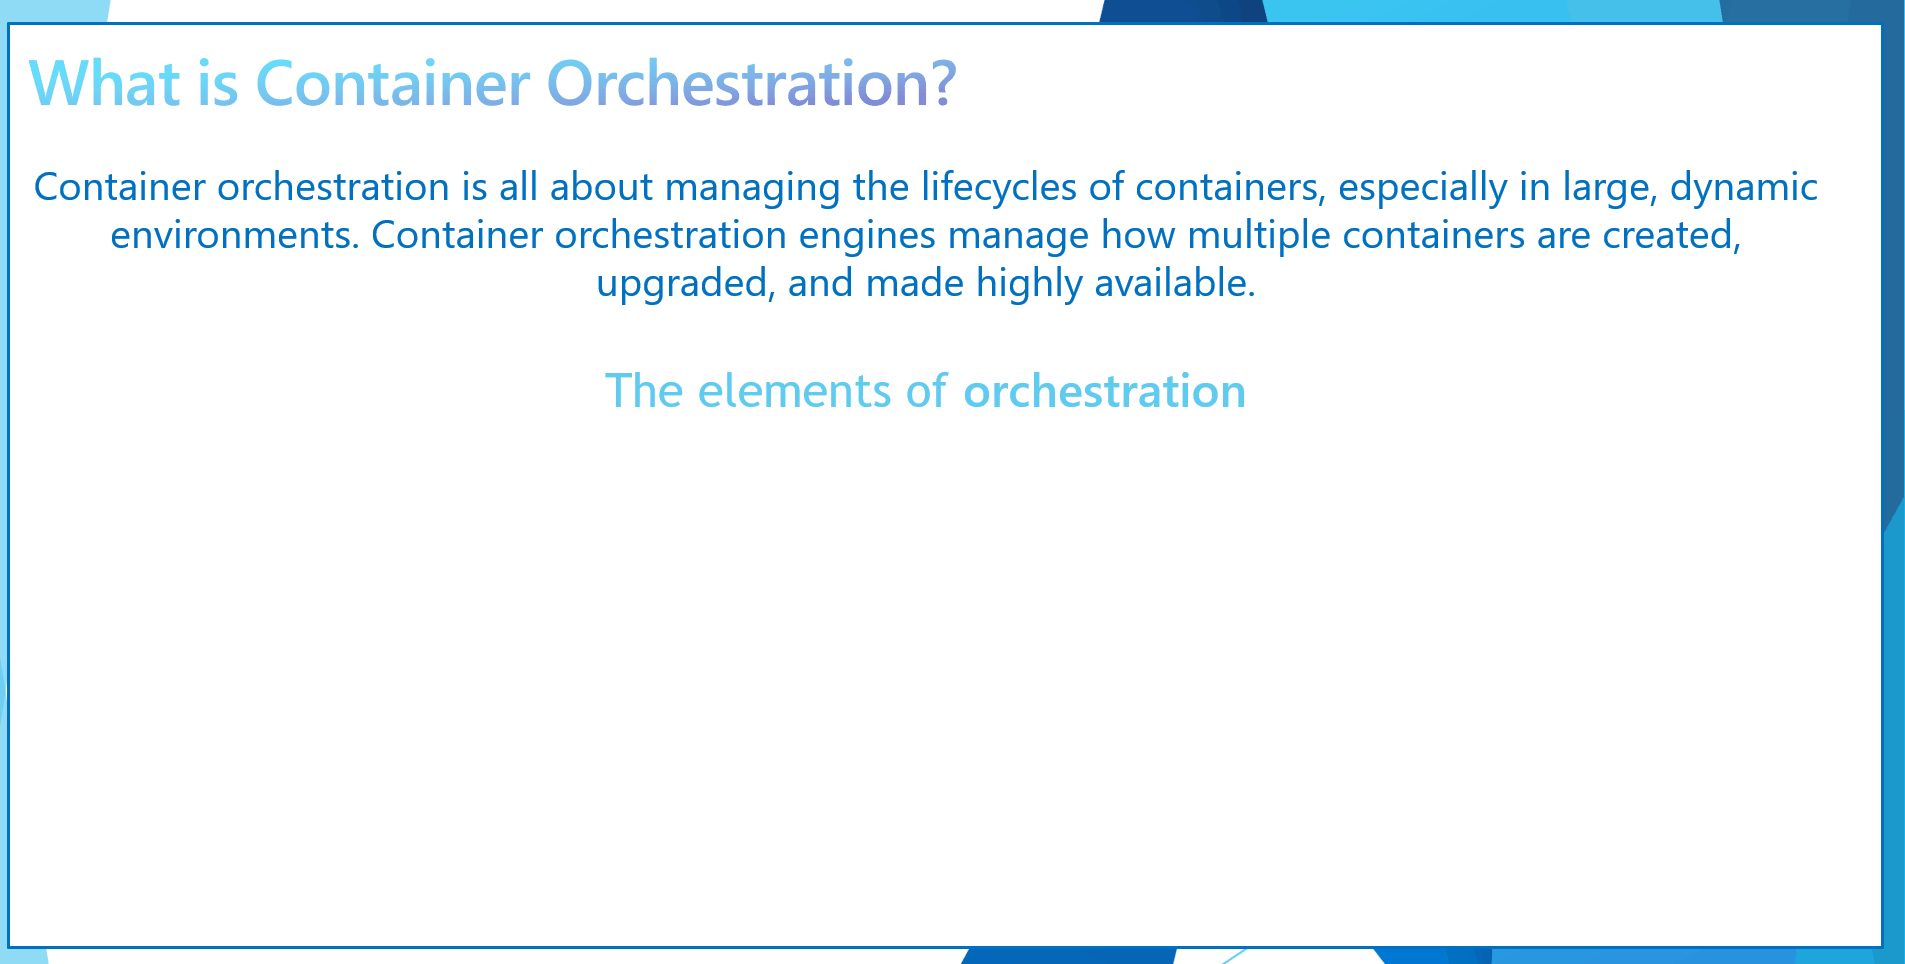 What is Container Orchestration?
Container orchestration is all about managing the lifecycles of containers, especially in large, dynamic
environments. Container orchestration engines manage how multiple containers are created,
upgraded, and made highly available.
The elements of orchestration